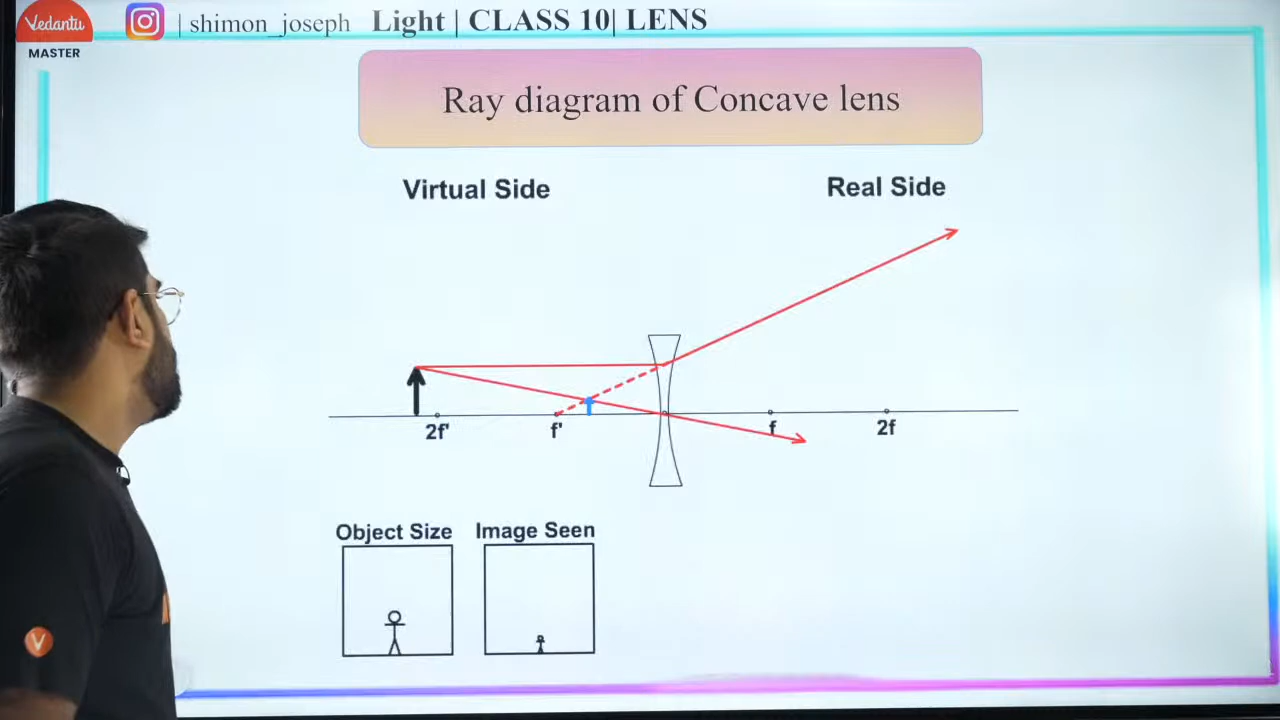 Vedantu
MASTER
| shimon_joseph
Light | CLASS 10| LENS
Ray diagram of Concave lens
Virtual Side
Real Side
2f'
f'
f
2f
Object Size
Image Seen
V